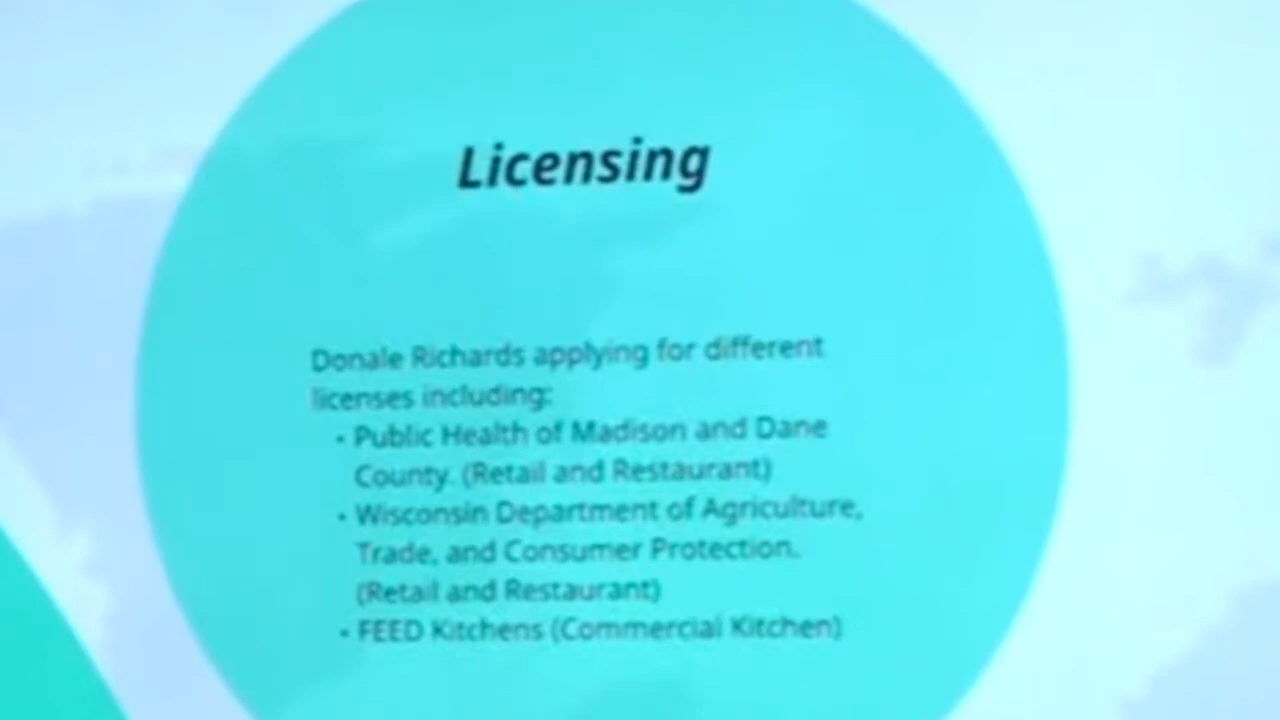 Licensing
Donale Richards applying for different
licenses including:
• Public Health of Madison and Dane
County. (Retail and Restaurant)
• Wisconsin Department of Agriculture,
Trade, and Consumer Protection.
(Retail and Restaurant)
• FEED Kitchens (Commercial Kitchen)